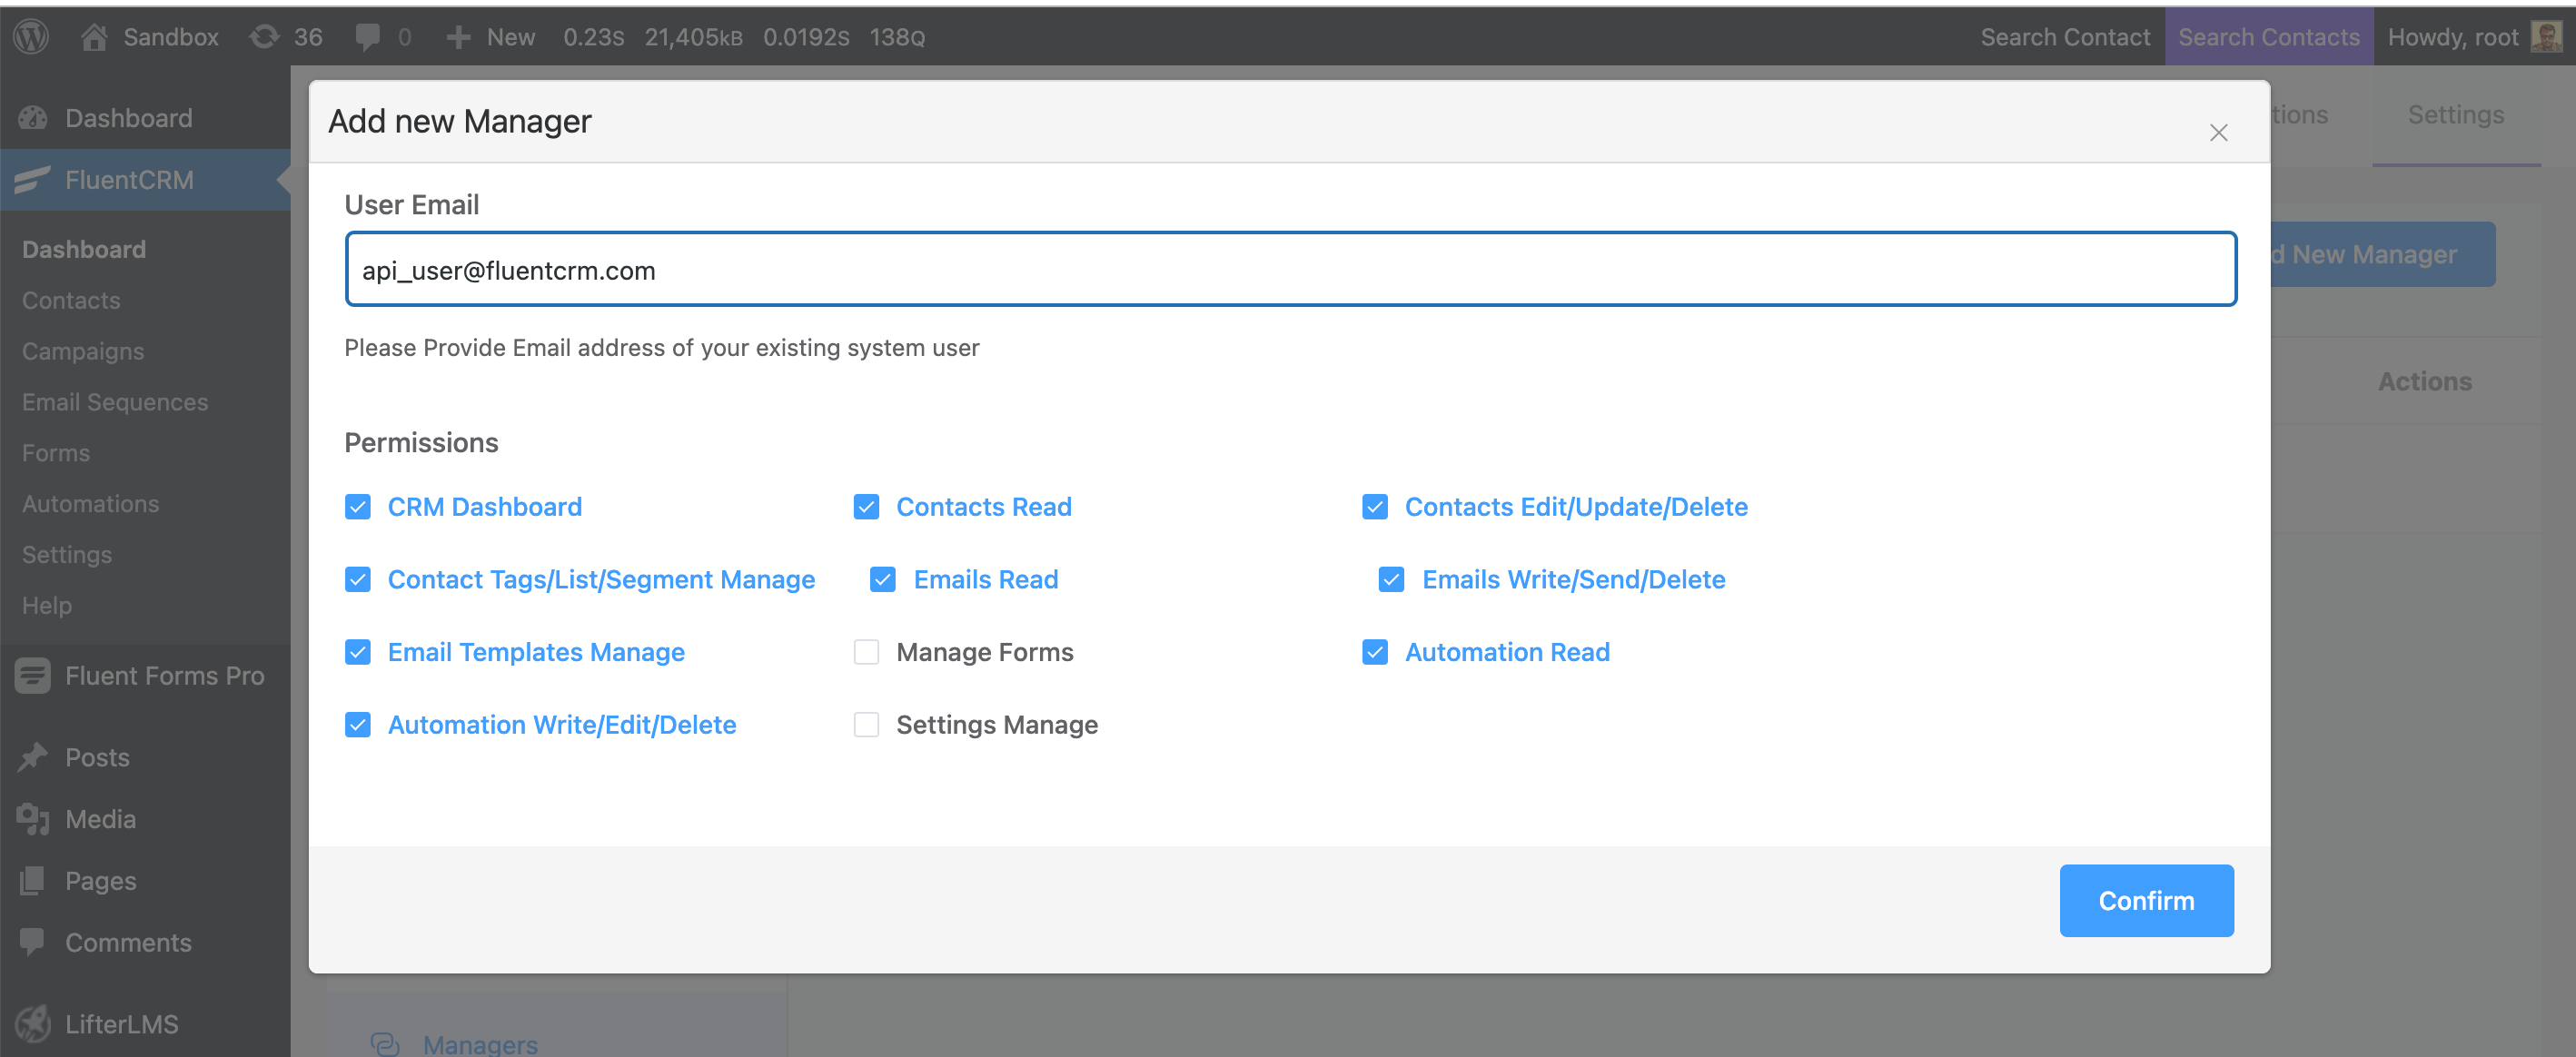 Sandbox 36 0 New 0.23S 21,405KB 0.0192S 138Q Search Contact Search Contacts Howdy, root
Dashboard
FluentCRM
Dashboard
Contacts
Campaigns
Email Sequences
Forms
Automations
Settings
Help
Fluent Forms Pro
Posts
Media
Pages
Comments
LifterLMS
Add new Manager
Settings
User Email
api_user@fluentcrm.com
New Manager
Please Provide Email address of your existing system user
Actions
Permissions
CRM Dashboard Contacts Read Contacts Edit/Update/Delete
Contact Tags/List/Segment Manage Emails Read Emails Write/Send/Delete
Email Templates Manage Manage Forms Automation Read
Automation Write/Edit/Delete Settings Manage
Confirm
Managers